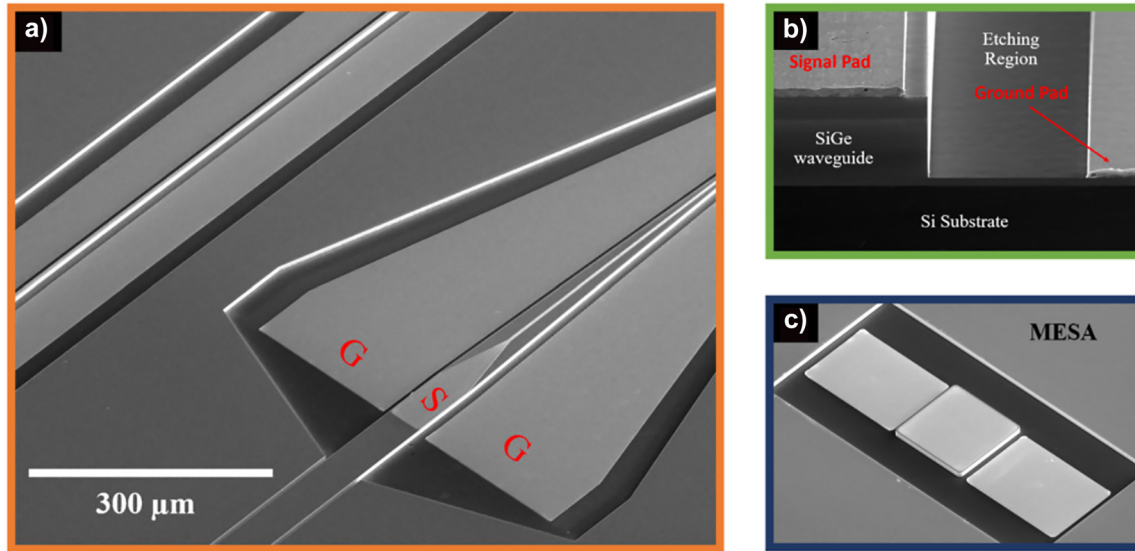 a)
G
S
G
300 µm
b)
Signal Pad
Etching
Region
Ground Pad
SiGe
waveguide
Si Substrate
c)
MESA